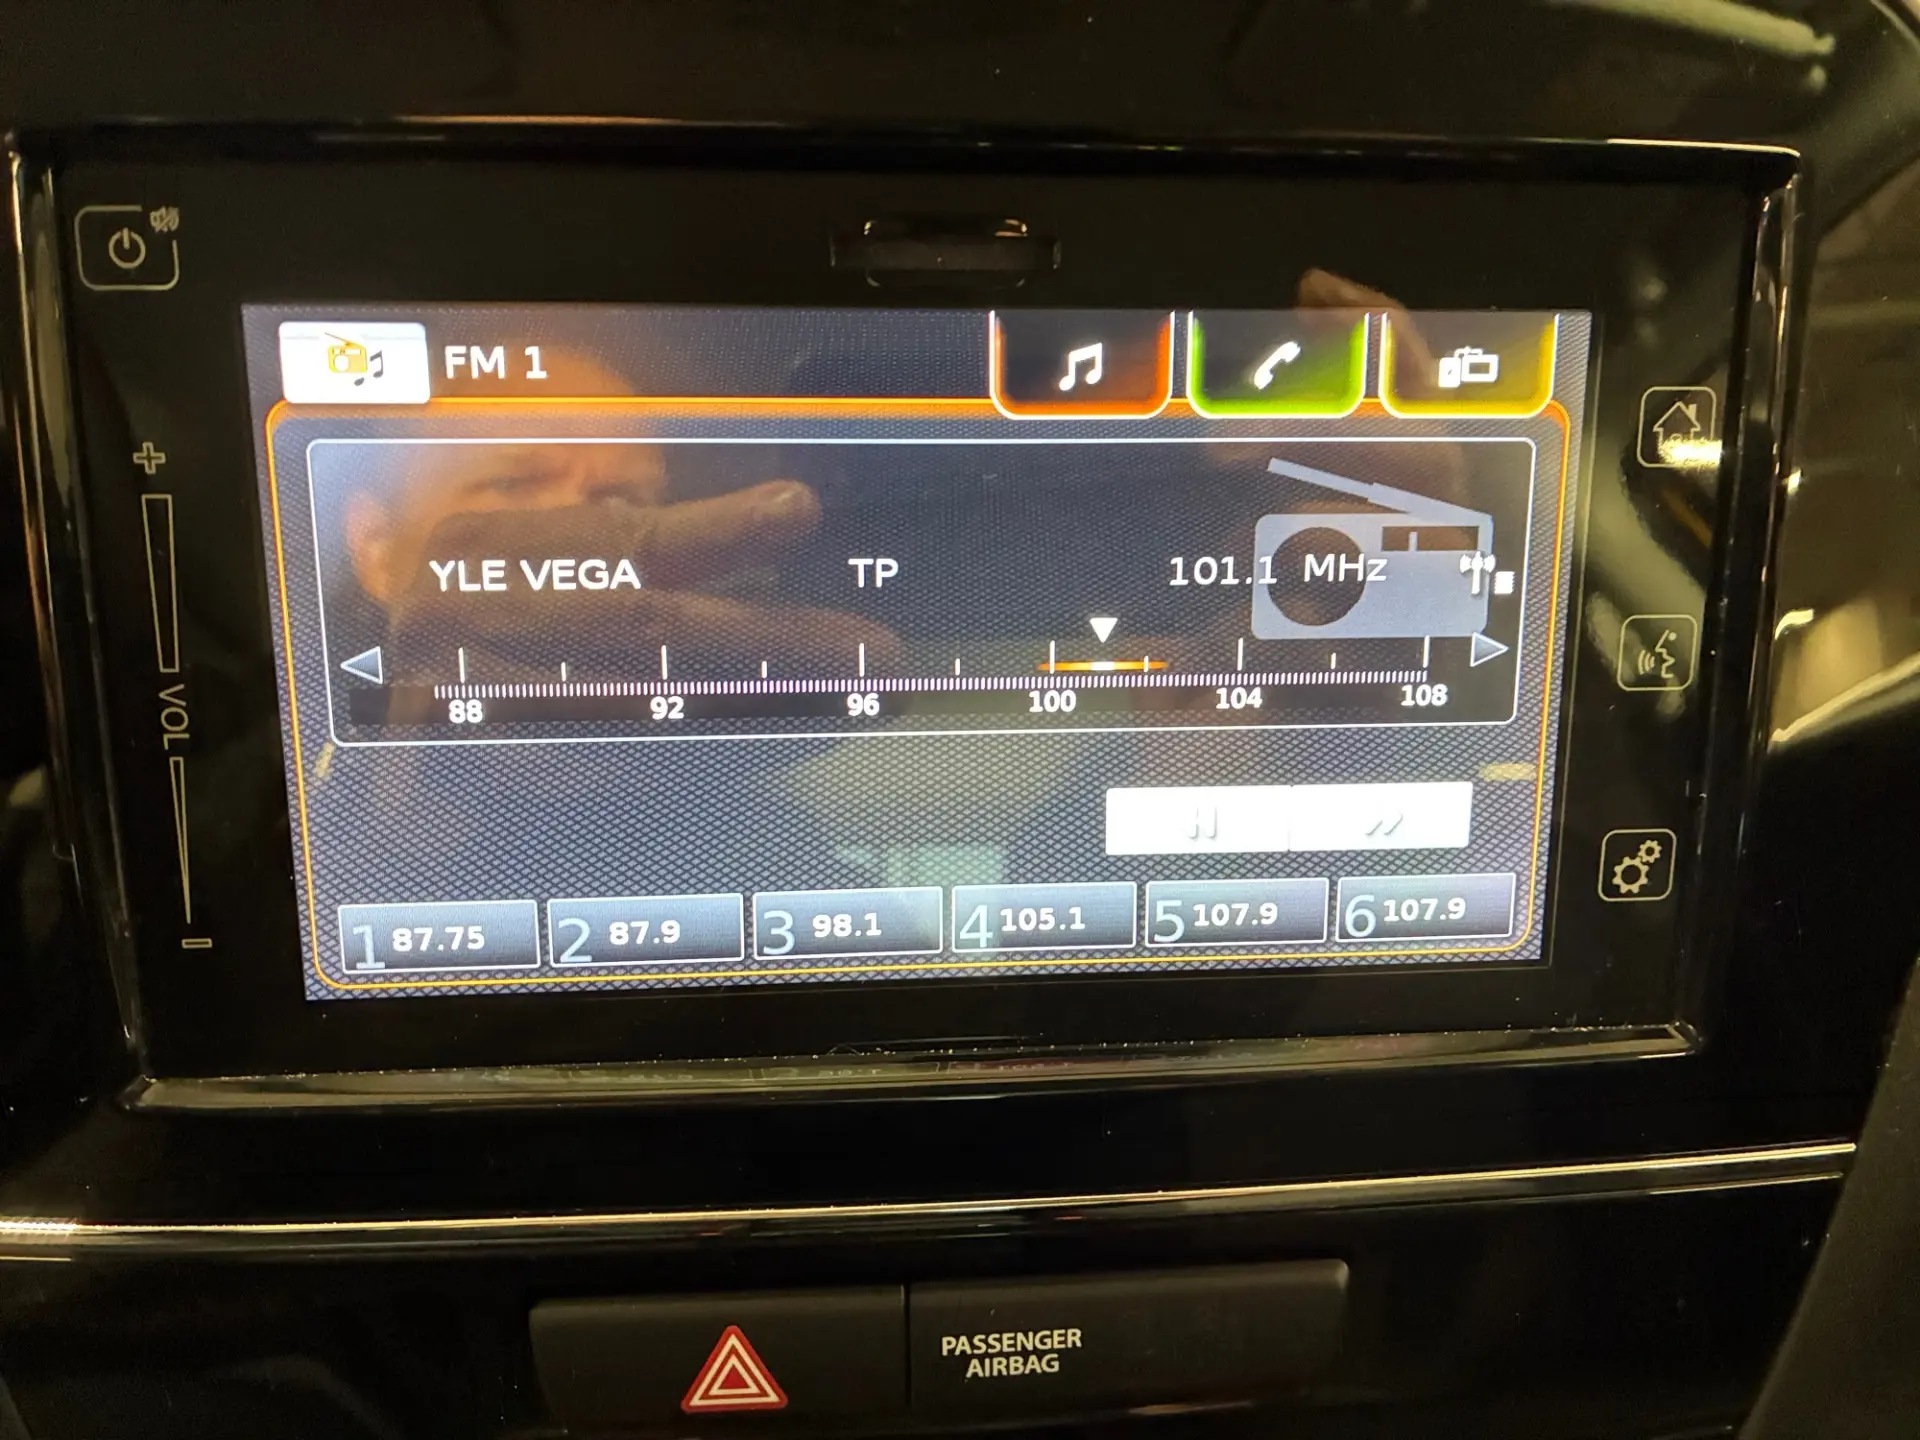 FM 1
YLE VEGA TP 101.1 MHz
88 92 96 100 104 108
VOL
1 87.75 2 87.9 3 98.1 4 105.1 5 107.9 6 107.9
PASSENGER
AIRBAG